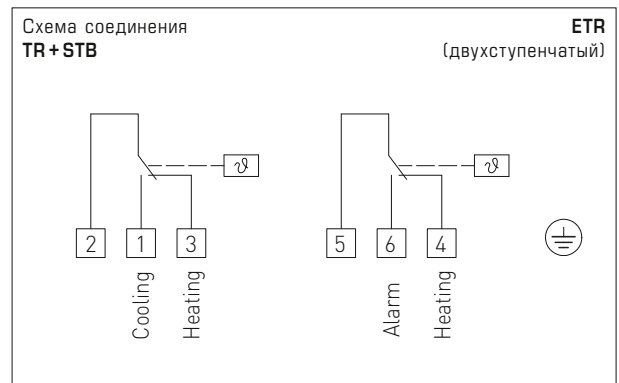 Схема соединения
TR+STB
ETR
(двухступенчатый)
ϑ
ϑ
2 1 3
5 6 4
Cooling
Heating
Alarm
Heating